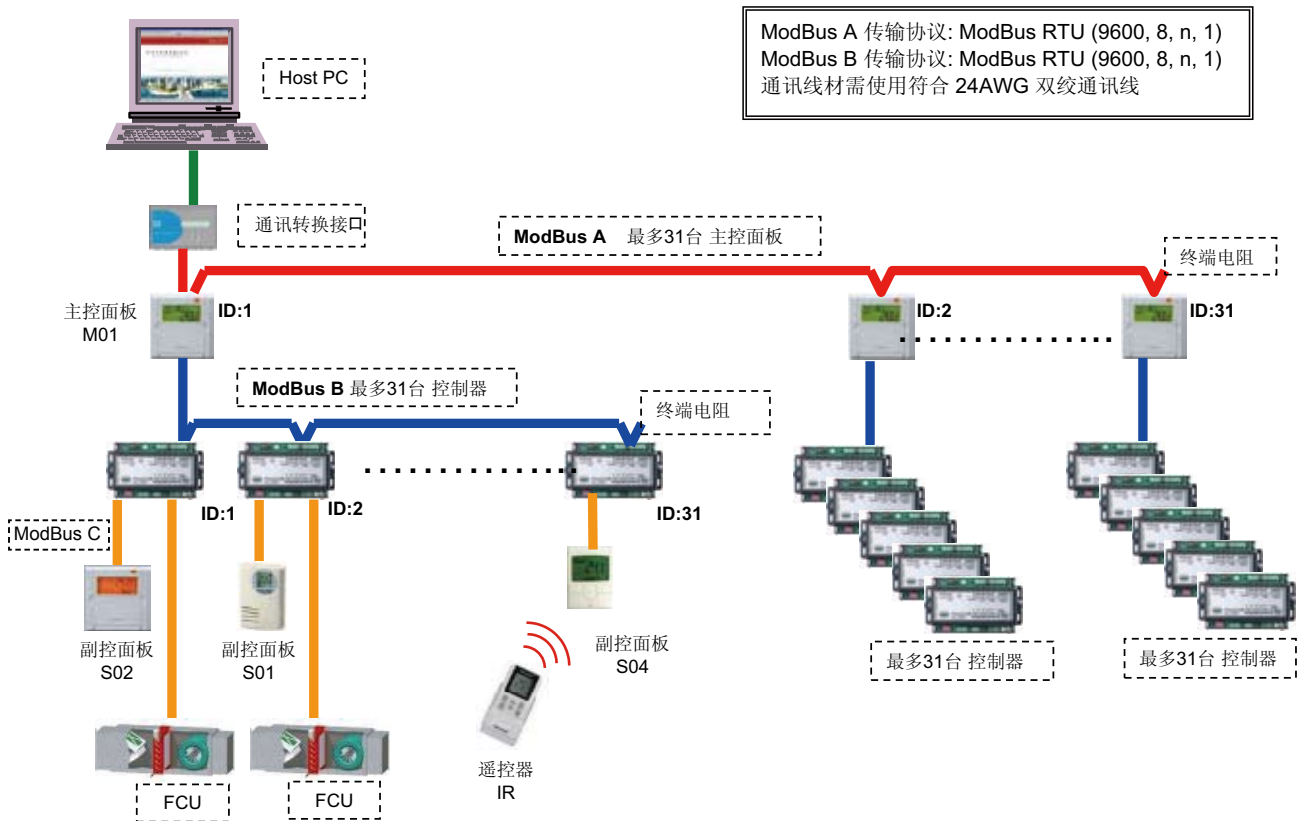 ModBus A 传输协议: ModBus RTU (9600, 8, n, 1)
ModBus B 传输协议: ModBus RTU (9600, 8, n, 1)
通讯线材需使用符合 24AWG 双绞通讯线
Host PC
通讯转换接口
ModBus A 最多31台 主控面板
终端电阻
主控面板
M01
ID:1
ID:2
ID:31
ModBus B 最多31台 控制器
终端电阻
ID:1
ID:2
ID:31
ModBus C
副控面板
S02
副控面板
S01
副控面板
S04
最多31台 控制器
最多31台 控制器
遥控器
IR
FCU
FCU